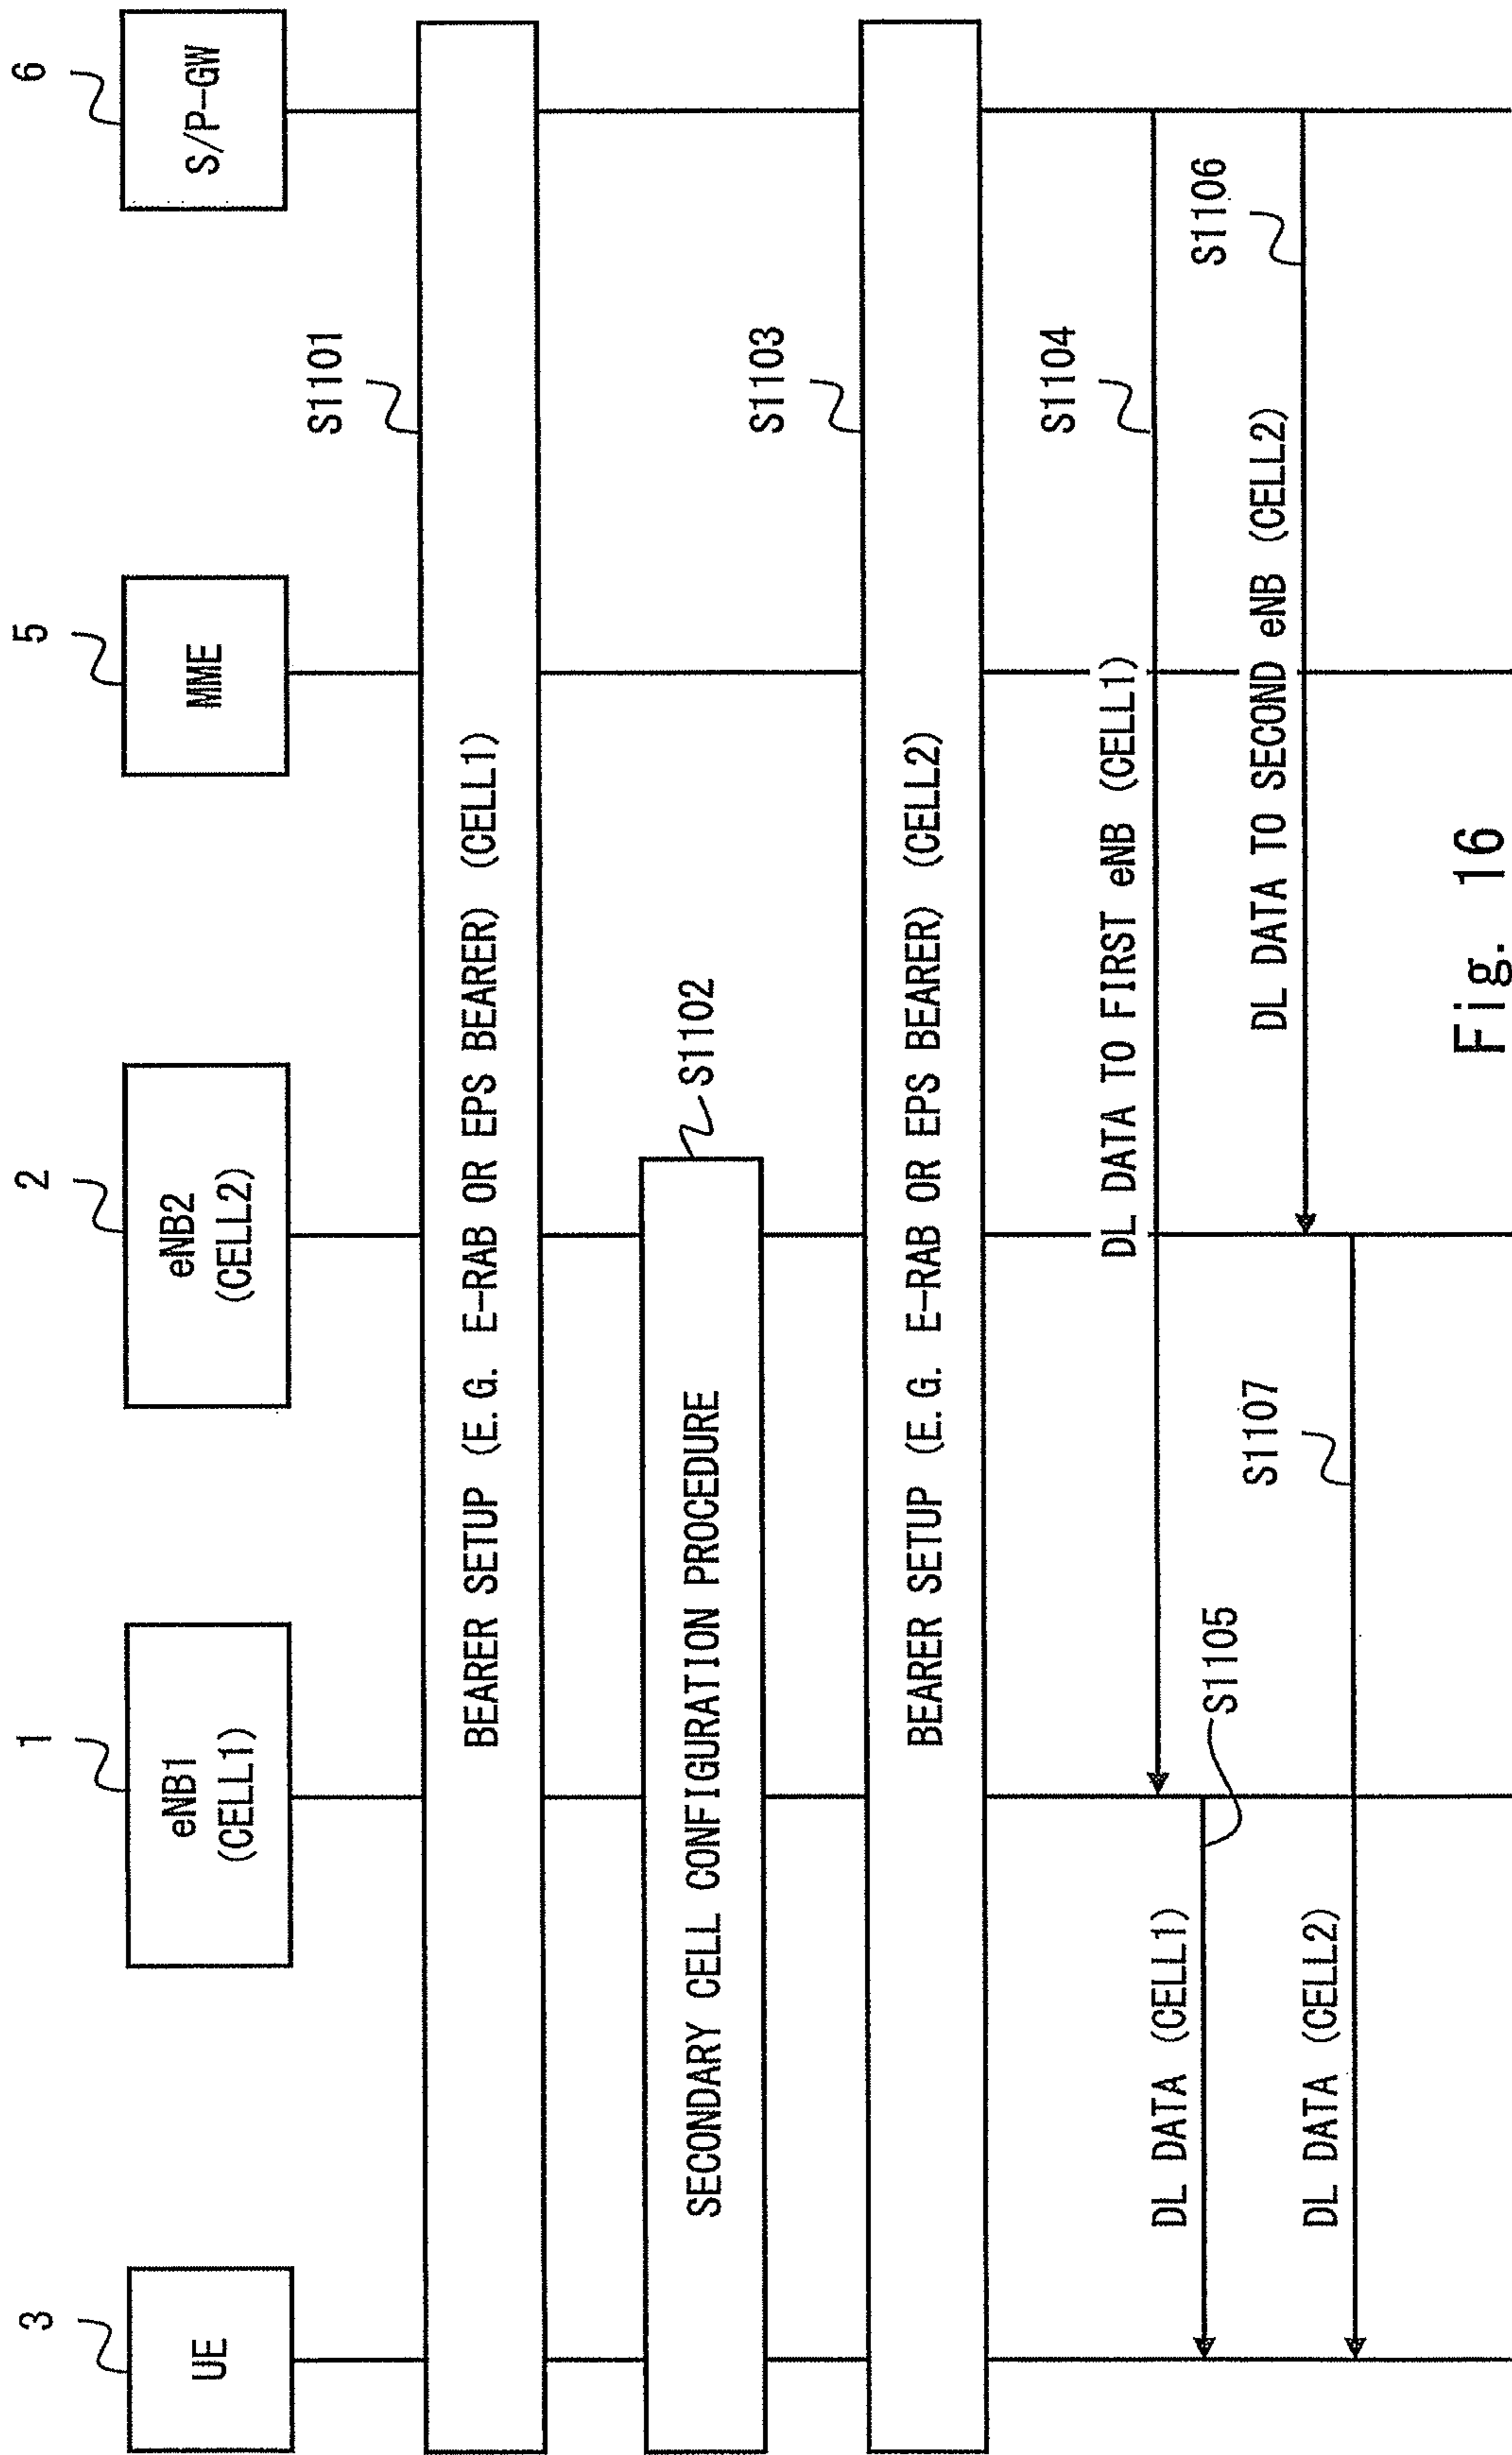 3
UE
1
eNB1
(CELL1)
2
eNB2
(CELL2)
5
MME
6
S/P-GW
S1101
BEARER SETUP (E.G. E-RAB OR EPS BEARER) (CELL1)
S1102
SECONDARY CELL CONFIGURATION PROCEDURE
S1103
BEARER SETUP (E.G. E-RAB OR EPS BEARER) (CELL2)
S1104
DL DATA TO FIRST eNB (CELL1)
S1105
DL DATA (CELL1)
S1106
DL DATA TO SECOND eNB (CELL2)
S1107
DL DATA (CELL2)
Fig. 16